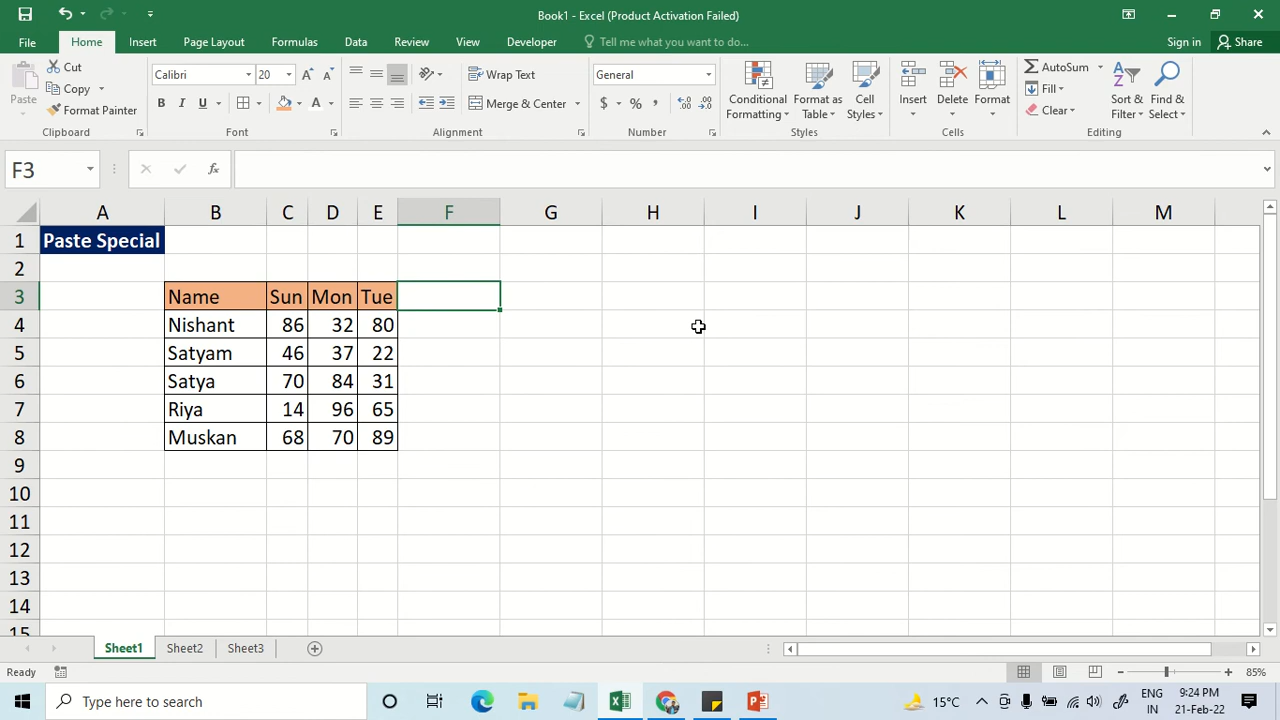 Book1 - Excel (Product Activation Failed)
File Home Insert Page Layout Formulas Data Review View Developer Tell me what you want to do... Sign in Share
Paste
Cut
Copy
Format Painter
Clipboard
Calibri 20
B I U
Font
Wrap Text
Merge & Center
Alignment
General
$ % ,
Number
Conditional Formatting
Format as Table
Cell Styles
Styles
Insert
Delete
Format
Cells
AutoSum
Fill
Clear
Sort & Filter
Find & Select
Editing
F3 fx
A B C D E F G H I J K L M
1 Paste Special
2
3 Name Sun Mon Tue
4 Nishant 86 32 80
5 Satyam 46 37 22
6 Satya 70 84 31
7 Riya 14 96 65
8 Muskan 68 70 89
9
10
11
12
13
14
15
Sheet1 Sheet2 Sheet3
Ready 85%
Type here to search 15°C ENG 9:24 PM
IN 21-Feb-22